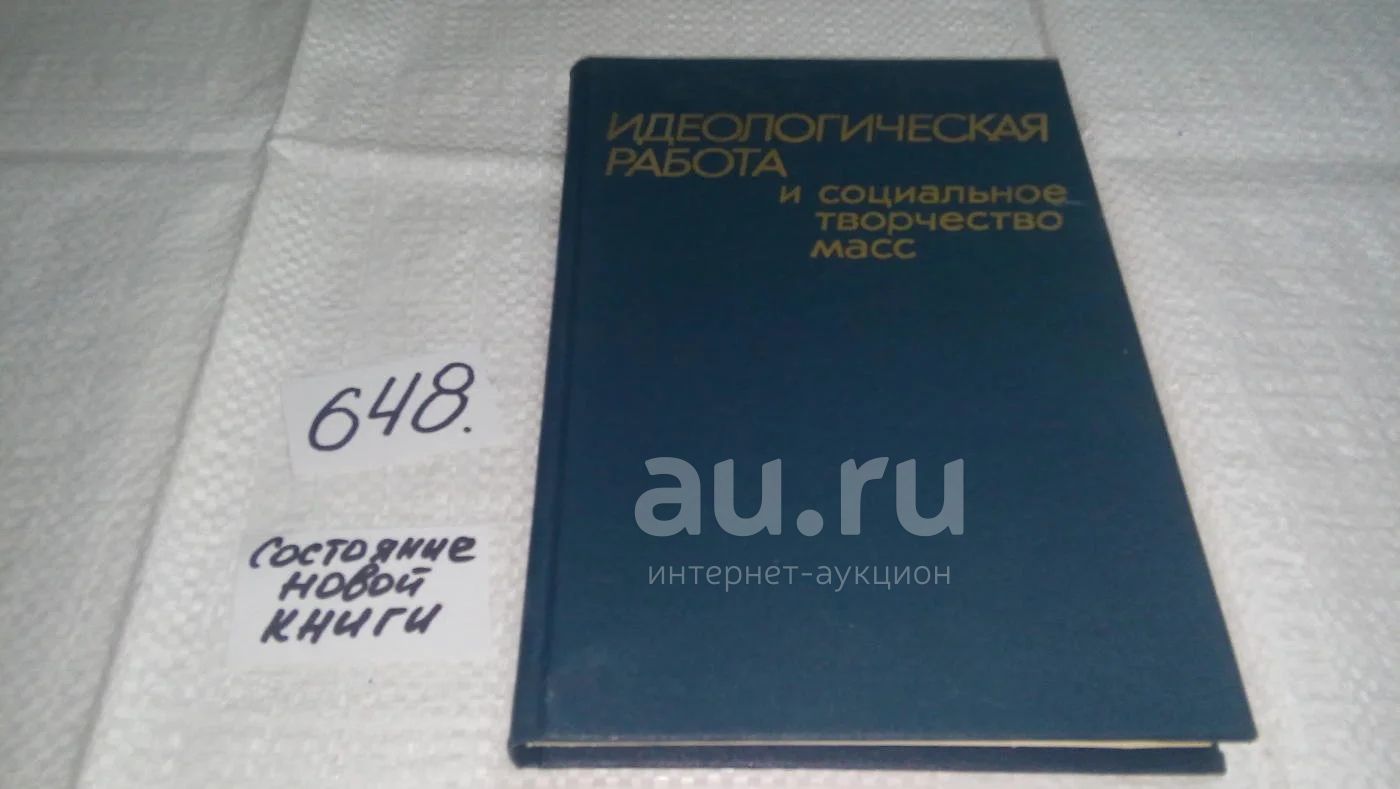 ИДЕОЛОГИЧЕСКАЯ
РАБОТА
и социальное
творчество
масс
648.
состояние
новой
книги
au.ru
интернет-аукцион